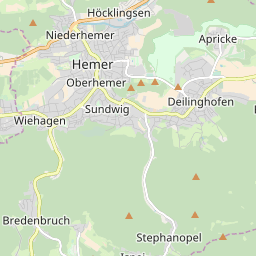 Höcklingsen
Niederhemer
Apricke
Hemer
Oberhemer
Deilinghofen
Sundwig
Wiehagen
Bredenbruch
Stephanopel